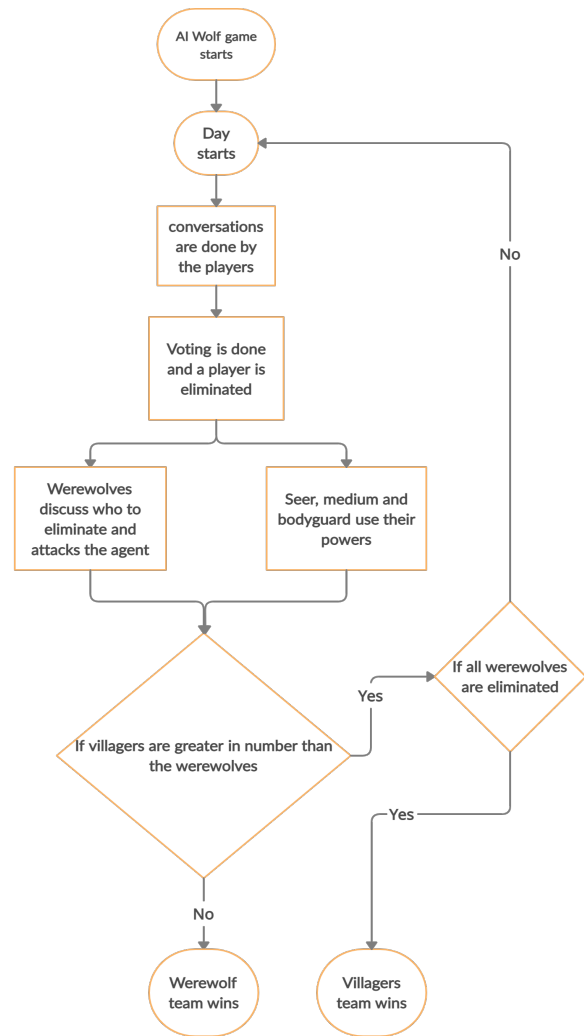 AI Wolf game
starts
Day
starts
conversations
are done by
the players
Voting is done
and a player is
eliminated
Werewolves
discuss who to
eliminate and
attacks the agent
Seer, medium and
bodyguard use their
powers
If villagers are greater in number than
the werewolves
Yes
If all werewolves
are eliminated
No
Yes
No
Werewolf
team wins
Villagers
team wins